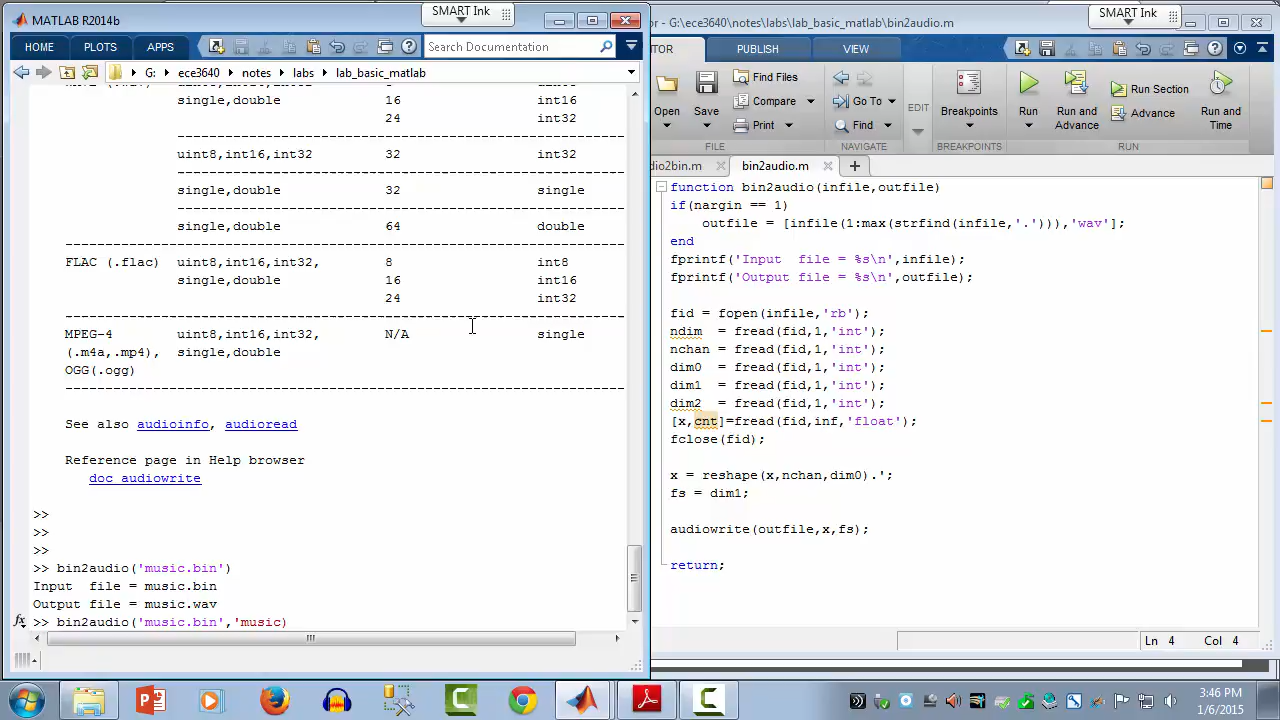 MATLAB R2014b
SMART Ink
HOME PLOTS APPS
Search Documentation
G: ece3640 notes labs lab_basic_matlab
single,double 16 int16
24 int32
uint8,int16,int32 32 int32
single,double 32 single
single,double 64 double
FLAC (.flac) uint8,int16,int32, 8 int8
single,double 16 int16
24 int32
MPEG-4 uint8,int16,int32, N/A single
(.m4a,.mp4), single,double
OGG(.ogg)
See also audioinfo, audioread
Reference page in Help browser
doc audiowrite
>>
>>
>>
>> bin2audio('music.bin')
Input  file = music.bin
Output file = music.wav
fx >> bin2audio('music.bin','music)
or - G:\ece3640\notes\labs\lab_basic_matlab\bin2audio.m
SMART Ink
TOR PUBLISH VIEW
Open Save Find Files Compare Print
FILE
Go To Find
NAVIGATE
EDIT
Breakpoints
BREAKPOINTS
Run Run and Advance Run Section Advance Run and Time
RUN
dio2bin.m bin2audio.m
function bin2audio(infile,outfile)
if(nargin == 1)
    outfile = [infile(1:max(strfind(infile,'.'))),'wav'];
end
fprintf('Input  file = %s\n',infile);
fprintf('Output file = %s\n',outfile);
fid = fopen(infile,'rb');
ndim  = fread(fid,1,'int');
nchan = fread(fid,1,'int');
dim0  = fread(fid,1,'int');
dim1  = fread(fid,1,'int');
dim2  = fread(fid,1,'int');
[x,cnt]=fread(fid,inf,'float');
fclose(fid);
x = reshape(x,nchan,dim0).';
fs = dim1;
audiowrite(outfile,x,fs);
return;
Ln 4 Col 4
3:46 PM
1/6/2015